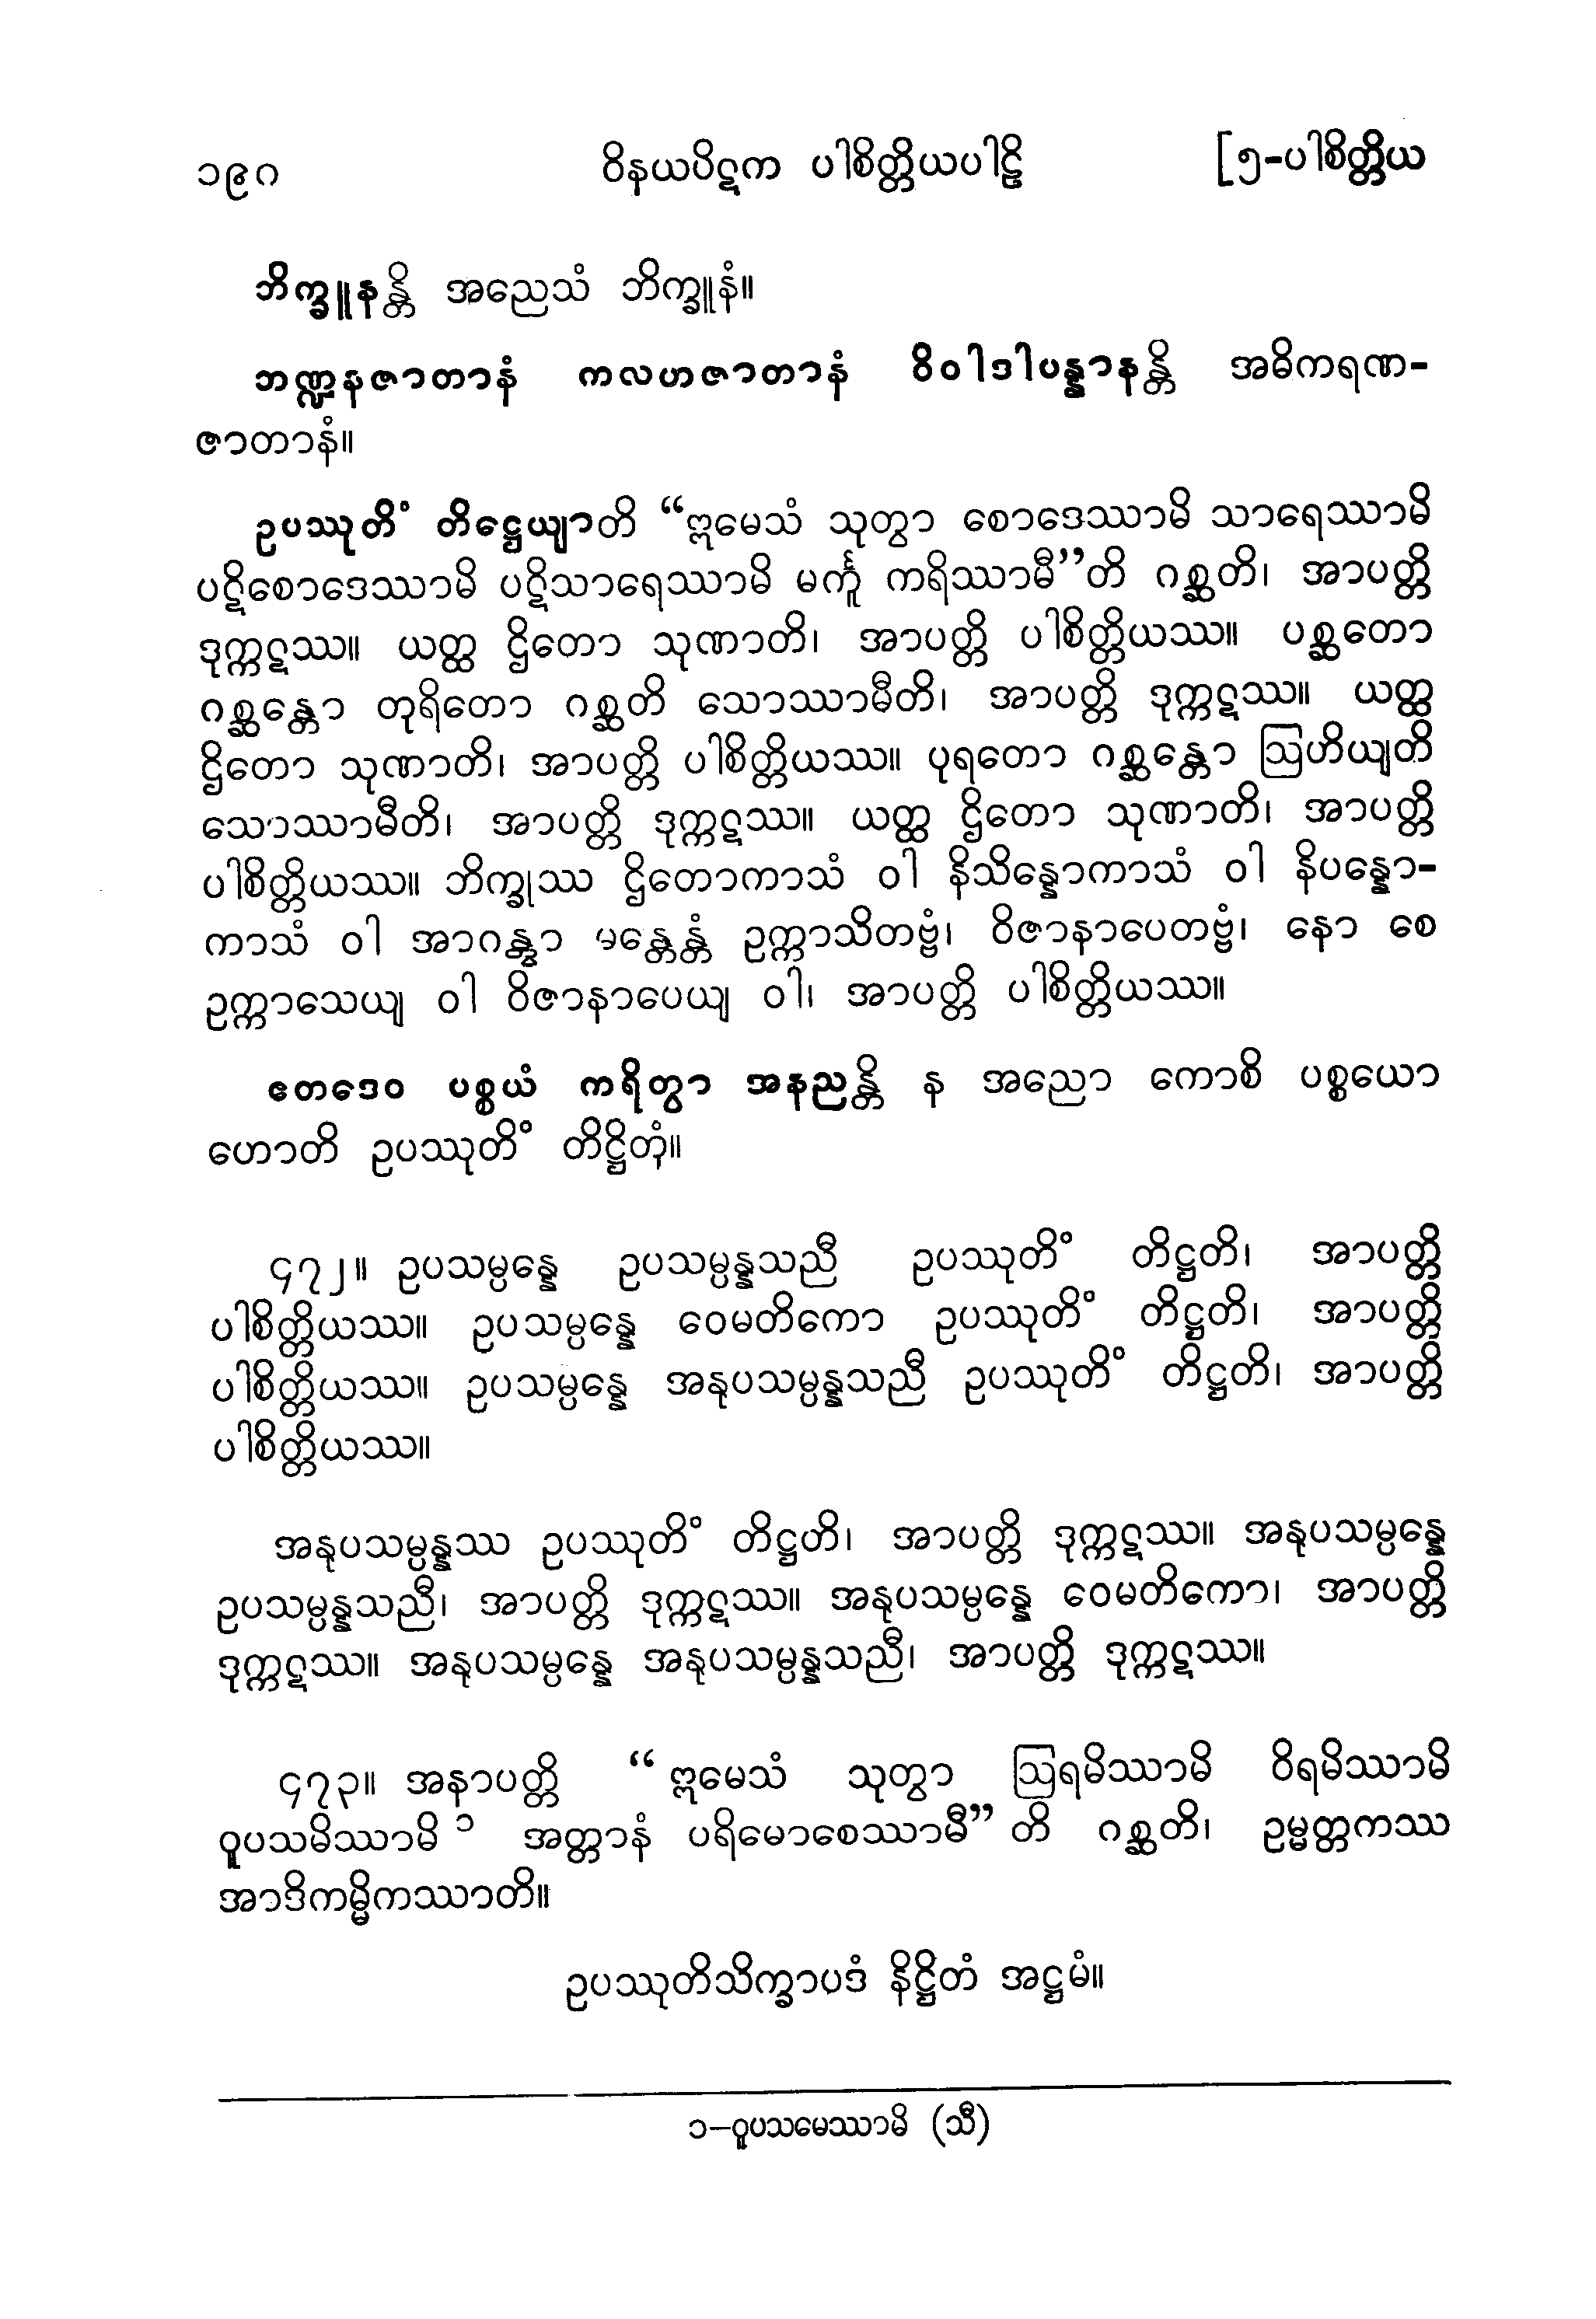 ၁၉၈ ဝိနယပိဋက ပါစိတ္တိယပါဠိ [၅-ပါစိတ္တိယ
ဘိက္ခူနန္တိ အညေသံ ဘိက္ခူနံ။
ဘဏ္ဍနဇာတာနံ ကလဟဇာတာနံ ဝိဝါဒါပန္နာနန္တိ အဓိကရဏ-
ဇာတာနံ။
ဥပဿုတိံ တိဋ္ဌေယျာတိ “ဣမေသံ သုတွာ စောဒေဿာမိ သာရေဿာမိ
ပဋိစောဒေဿာမိ ပဋိသာရေဿာမိ မင်္ကူ ကရိဿာမီ”တိ ဂစ္ဆတိ၊ အာပတ္တိ
ဒုက္ကဋဿ။ ယတ္ထ ဌိတော သုဏာတိ၊ အာပတ္တိ ပါစိတ္တိယဿ။ ပစ္ဆတော
ဂစ္ဆန္တော တုရိတော ဂစ္ဆတိ သောဿာမီတိ၊ အာပတ္တိ ဒုက္ကဋဿ။ ယတ္ထ
ဌိတော သုဏာတိ၊ အာပတ္တိ ပါစိတ္တိယဿ။ ပုရတော ဂစ္ဆန္တော ဩဟိယျတိ
သောဿာမီတိ၊ အာပတ္တိ ဒုက္ကဋဿ။ ယတ္ထ ဌိတော သုဏာတိ၊ အာပတ္တိ
ပါစိတ္တိယဿ။ ဘိက္ခုဿ ဌိတောကာသံ ဝါ နိသိန္နောကာသံ ဝါ နိပန္နော-
ကာသံ ဝါ အာဂန္တွာ မန္တေန္တံ ဥက္ကာသိတဗ္ဗံ၊ ဝိဇာနာပေတဗ္ဗံ၊ နော စေ
ဥက္ကာသေယျ ဝါ ဝိဇာနာပေယျ ဝါ၊ အာပတ္တိ ပါစိတ္တိယဿ။
ဧတဒေဝ ပစ္စယံ ကရိတွာ အနညန္တိ န အညော ကောစိ ပစ္စယော
ဟောတိ ဥပဿုတိံ တိဋ္ဌိတုံ။
၄၇၂။ ဥပသမ္ပန္နေ ဥပသမ္ပန္နသညီ ဥပဿုတိံ တိဋ္ဌတိ၊ အာပတ္တိ
ပါစိတ္တိယဿ။ ဥပသမ္ပန္နေ ဝေမတိကော ဥပဿုတိံ တိဋ္ဌတိ၊ အာပတ္တိ
ပါစိတ္တိယဿ။ ဥပသမ္ပန္နေ အနုပသမ္ပန္နသညီ ဥပဿုတိံ တိဋ္ဌတိ၊ အာပတ္တိ
ပါစိတ္တိယဿ။
အနုပသမ္ပန္နဿ ဥပဿုတိံ တိဋ္ဌဟိ၊ အာပတ္တိ ဒုက္ကဋဿ။ အနုပသမ္ပန္နေ
ဥပသမ္ပန္နသညီ၊ အာပတ္တိ ဒုက္ကဋဿ။ အနုပသမ္ပန္နေ ဝေမတိကော၊ အာပတ္တိ
ဒုက္ကဋဿ။ အနုပသမ္ပန္နေ အနုပသမ္ပန္နသညီ၊ အာပတ္တိ ဒုက္ကဋဿ။
၄၇၃။ အနာပတ္တိ “ ဣမေသံ သုတွာ ဩရမိဿာမိ ဝိရမိဿာမိ
ဝူပသမိဿာမိ ၁ အတ္တာနံ ပရိမောစေဿာမီ” တိ ဂစ္ဆတိ၊ ဥမ္မတ္တကဿ
အာဒိကမ္မိကဿာတိ။
ဥပဿုတိသိက္ခာပဒံ နိဋ္ဌိတံ အဋ္ဌမံ။
၁–ဝူပသမေဿာမိ (သီ)